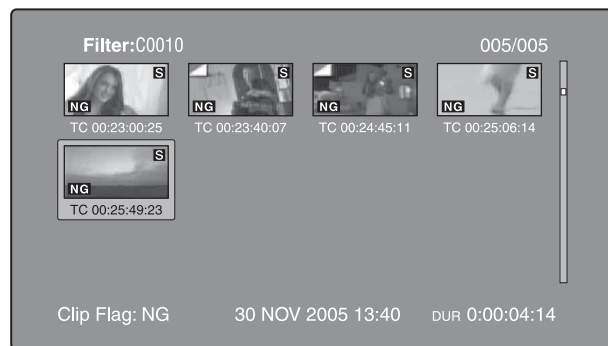 Filter:C0010 005/005
S S S S
NG NG NG NG
TC 00:23:00:25 TC 00:23:40:07 TC 00:24:45:11 TC 00:25:06:14
S
NG
TC 00:25:49:23
Clip Flag: NG 30 NOV 2005 13:40 DUR 0:00:04:14